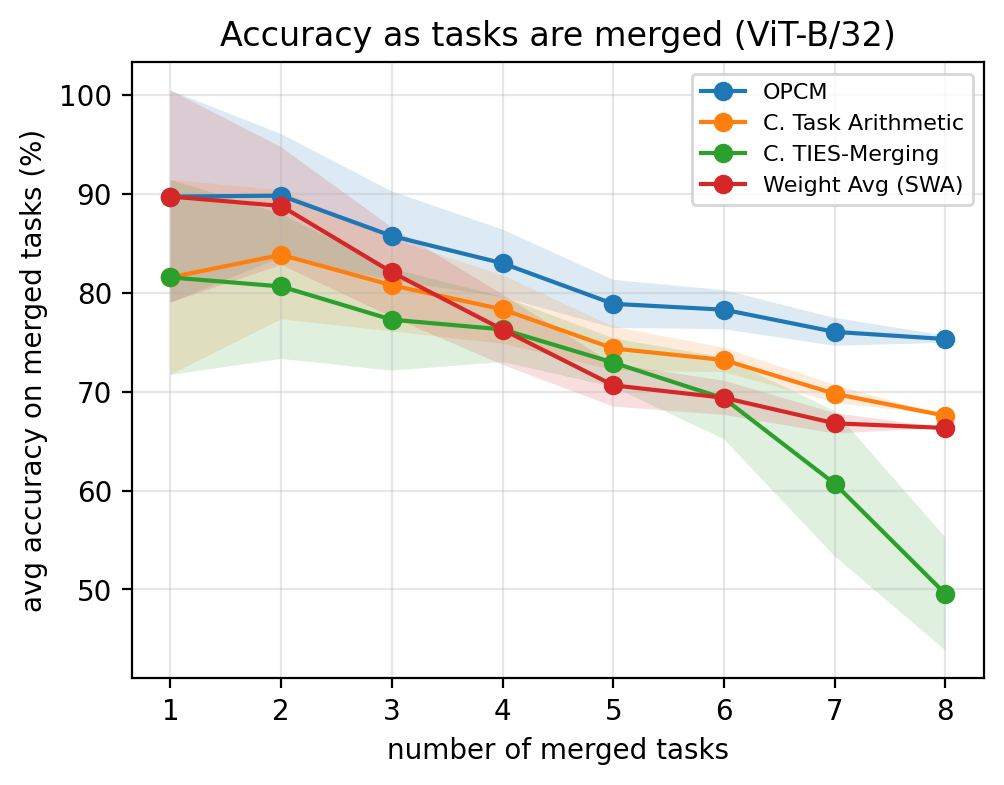 Accuracy as tasks are merged (ViT-B/32)
OPCM
C. Task Arithmetic
C. TIES-Merging
Weight Avg (SWA)
avg accuracy on merged tasks (%)
100
90
80
70
60
50
1 2 3 4 5 6 7 8
number of merged tasks